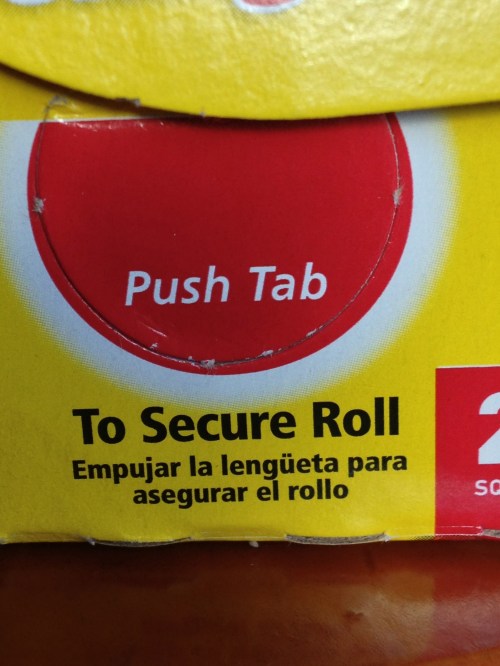 Push Tab
To Secure Roll
Empujar la lengüeta para
asegurar el rollo